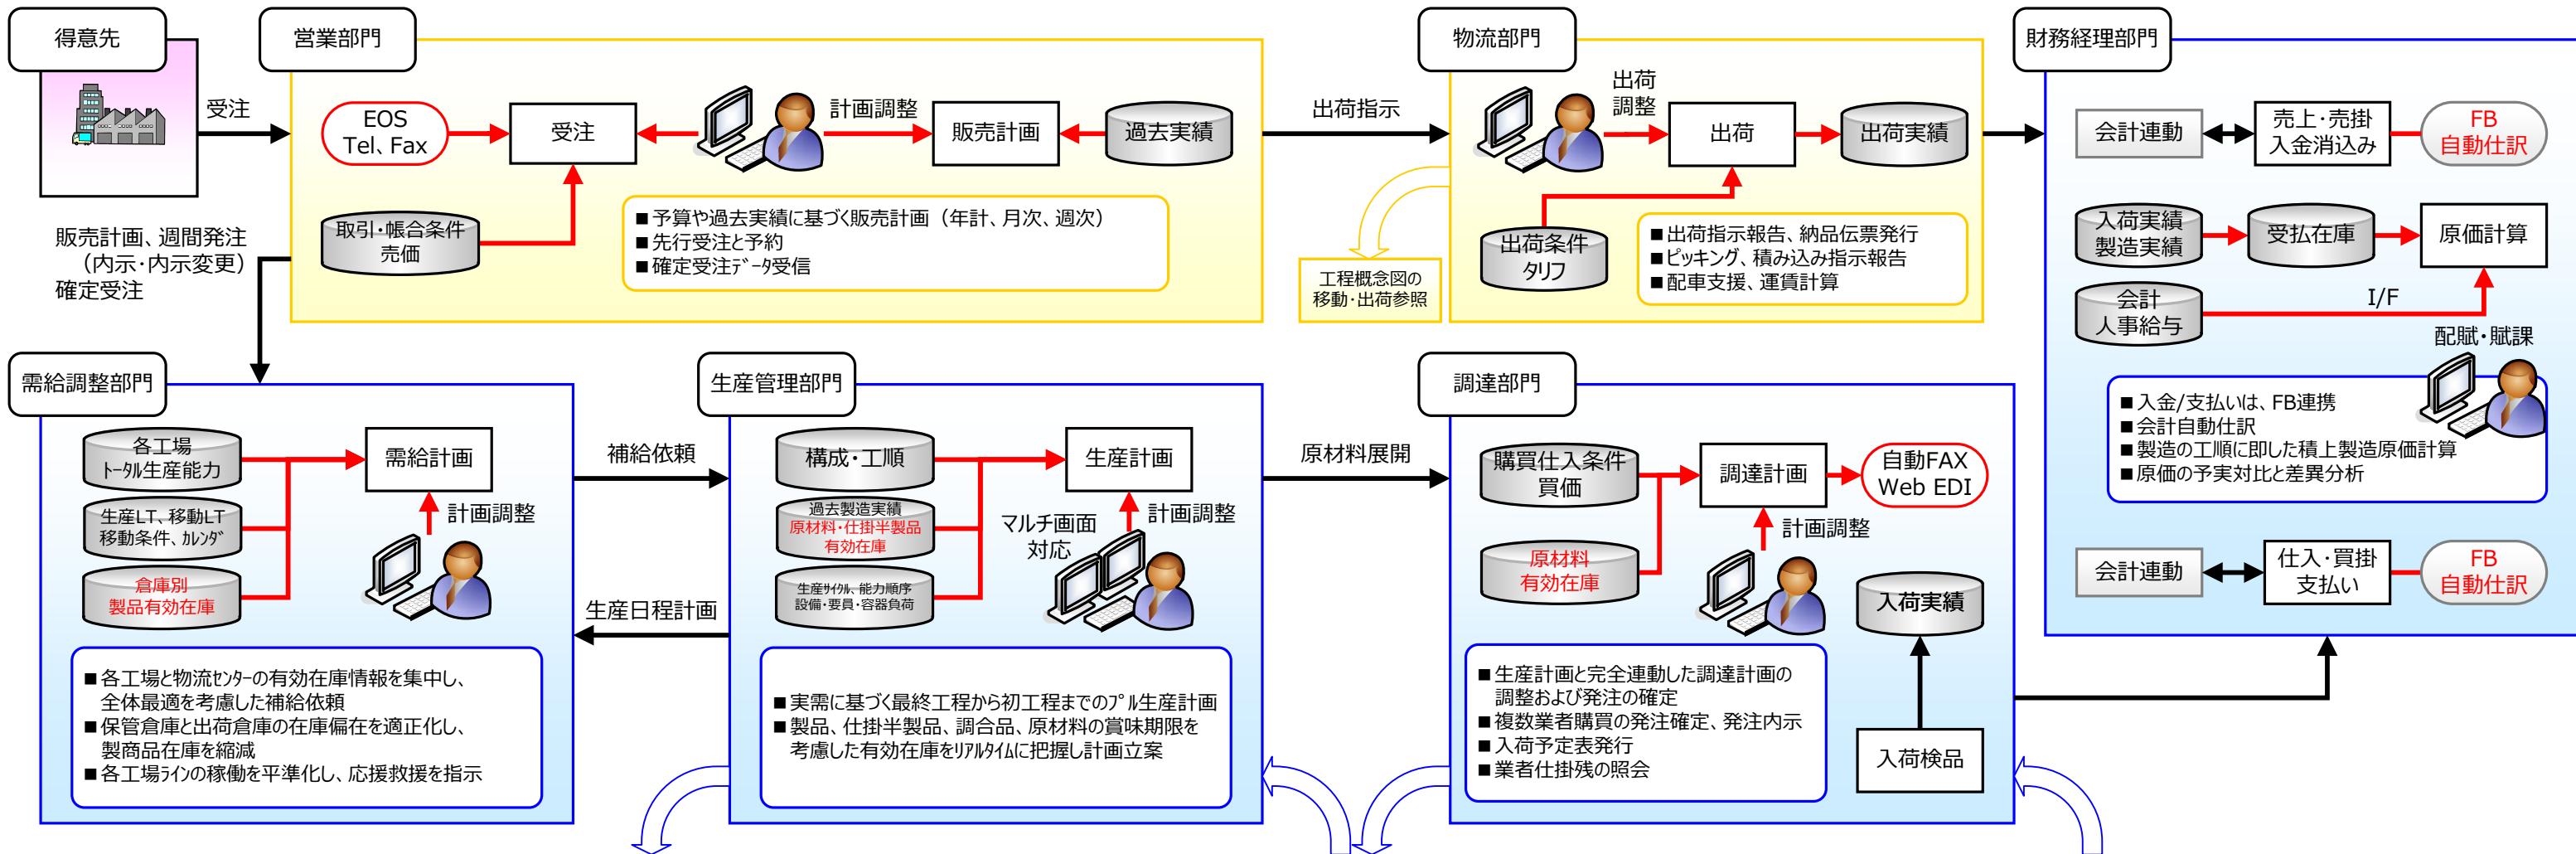 得意先
受注
営業部門
EOS
Tel、Fax
受注
計画調整
販売計画
過去実績
取引・帳合条件
売価
■予算や過去実績に基づく販売計画（年計、月次、週次）
■先行受注と予約
■確定受注ﾃﾞｰﾀ受信
出荷指示
物流部門
出荷
調整
出荷
出荷実績
出荷条件
タリフ
■出荷指示報告、納品伝票発行
■ピッキング、積み込み指示報告
■配車支援、運賃計算
工程概念図の
移動・出荷参照
財務経理部門
会計連動
売上・売掛
入金消込み
FB
自動仕訳
入荷実績
製造実績
受払在庫
原価計算
会計
人事給与
I/F
配賦・賦課
■入金/支払いは、FB連携
■会計自動仕訳
■製造の工順に即した積上製造原価計算
■原価の予実対比と差異分析
会計連動
仕入・買掛
支払い
FB
自動仕訳
販売計画、週間発注
（内示・内示変更）
確定受注
需給調整部門
各工場
ﾄｰﾀﾙ生産能力
生産LT、移動LT
移動条件、ｶﾚﾝﾀﾞ
倉庫別
製品有効在庫
需給計画
計画調整
■各工場と物流ｾﾝﾀｰの有効在庫情報を集中し、
全体最適を考慮した補給依頼
■保管倉庫と出荷倉庫の在庫偏在を適正化し、
製商品在庫を縮減
■各工場ﾗｲﾝの稼働を平準化し、応援救援を指示
補給依頼
生産日程計画
生産管理部門
構成・工順
過去製造実績
原材料・仕掛半製品
有効在庫
生産ｻｲｸﾙ、能力順序
設備・要員・容器負荷
生産計画
マルチ画面
対応
計画調整
■実需に基づく最終工程から初工程までのﾌﾟﾙ生産計画
■製品、仕掛半製品、調合品、原材料の賞味期限を
考慮した有効在庫をﾘｱﾙﾀｲﾑに把握し計画立案
原材料展開
調達部門
購買仕入条件
買価
原材料
有効在庫
調達計画
自動FAX
Web EDI
計画調整
入荷実績
入荷検品
■生産計画と完全連動した調達計画の
調整および発注の確定
■複数業者購買の発注確定、発注内示
■入荷予定表発行
■業者仕掛残の照会